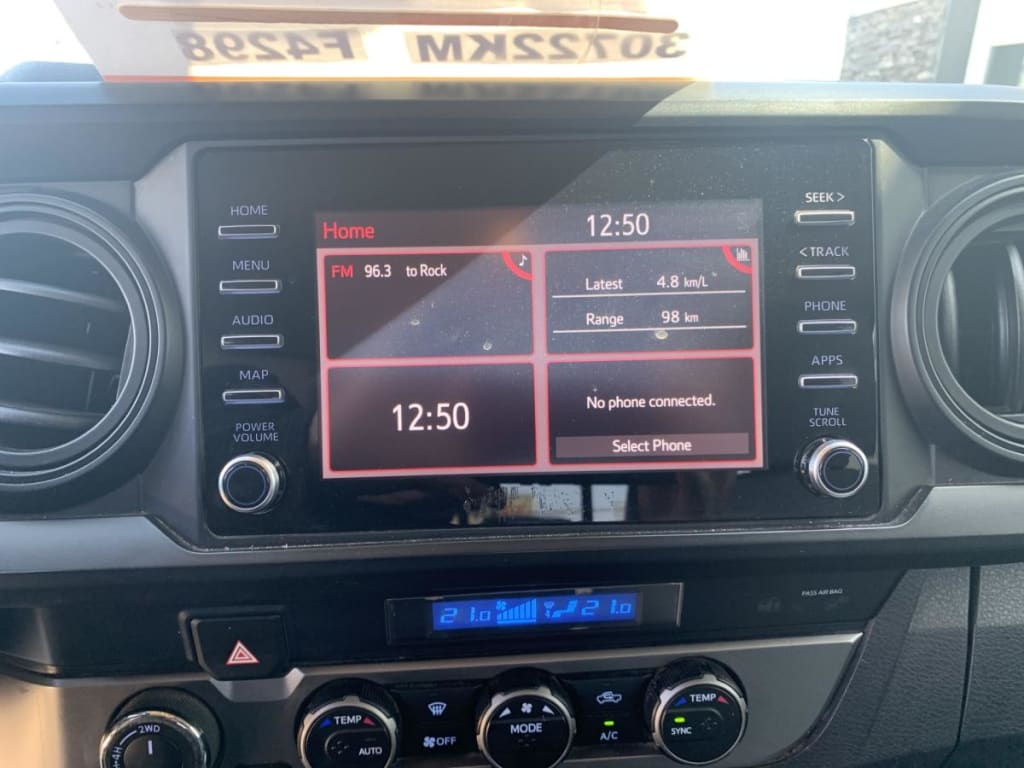 F4298 30722KM
HOME
MENU
AUDIO
MAP
POWER
VOLUME
SEEK >
< TRACK
PHONE
APPS
TUNE
SCROLL
Home 12:50
FM 96.3 to Rock
Latest 4.8 km/L
Range 98 km
12:50
No phone connected.
Select Phone
21.0 21.0
PASS AIR BAG
2WD
TEMP
AUTO
OFF
MODE
A/C
TEMP
SYNC